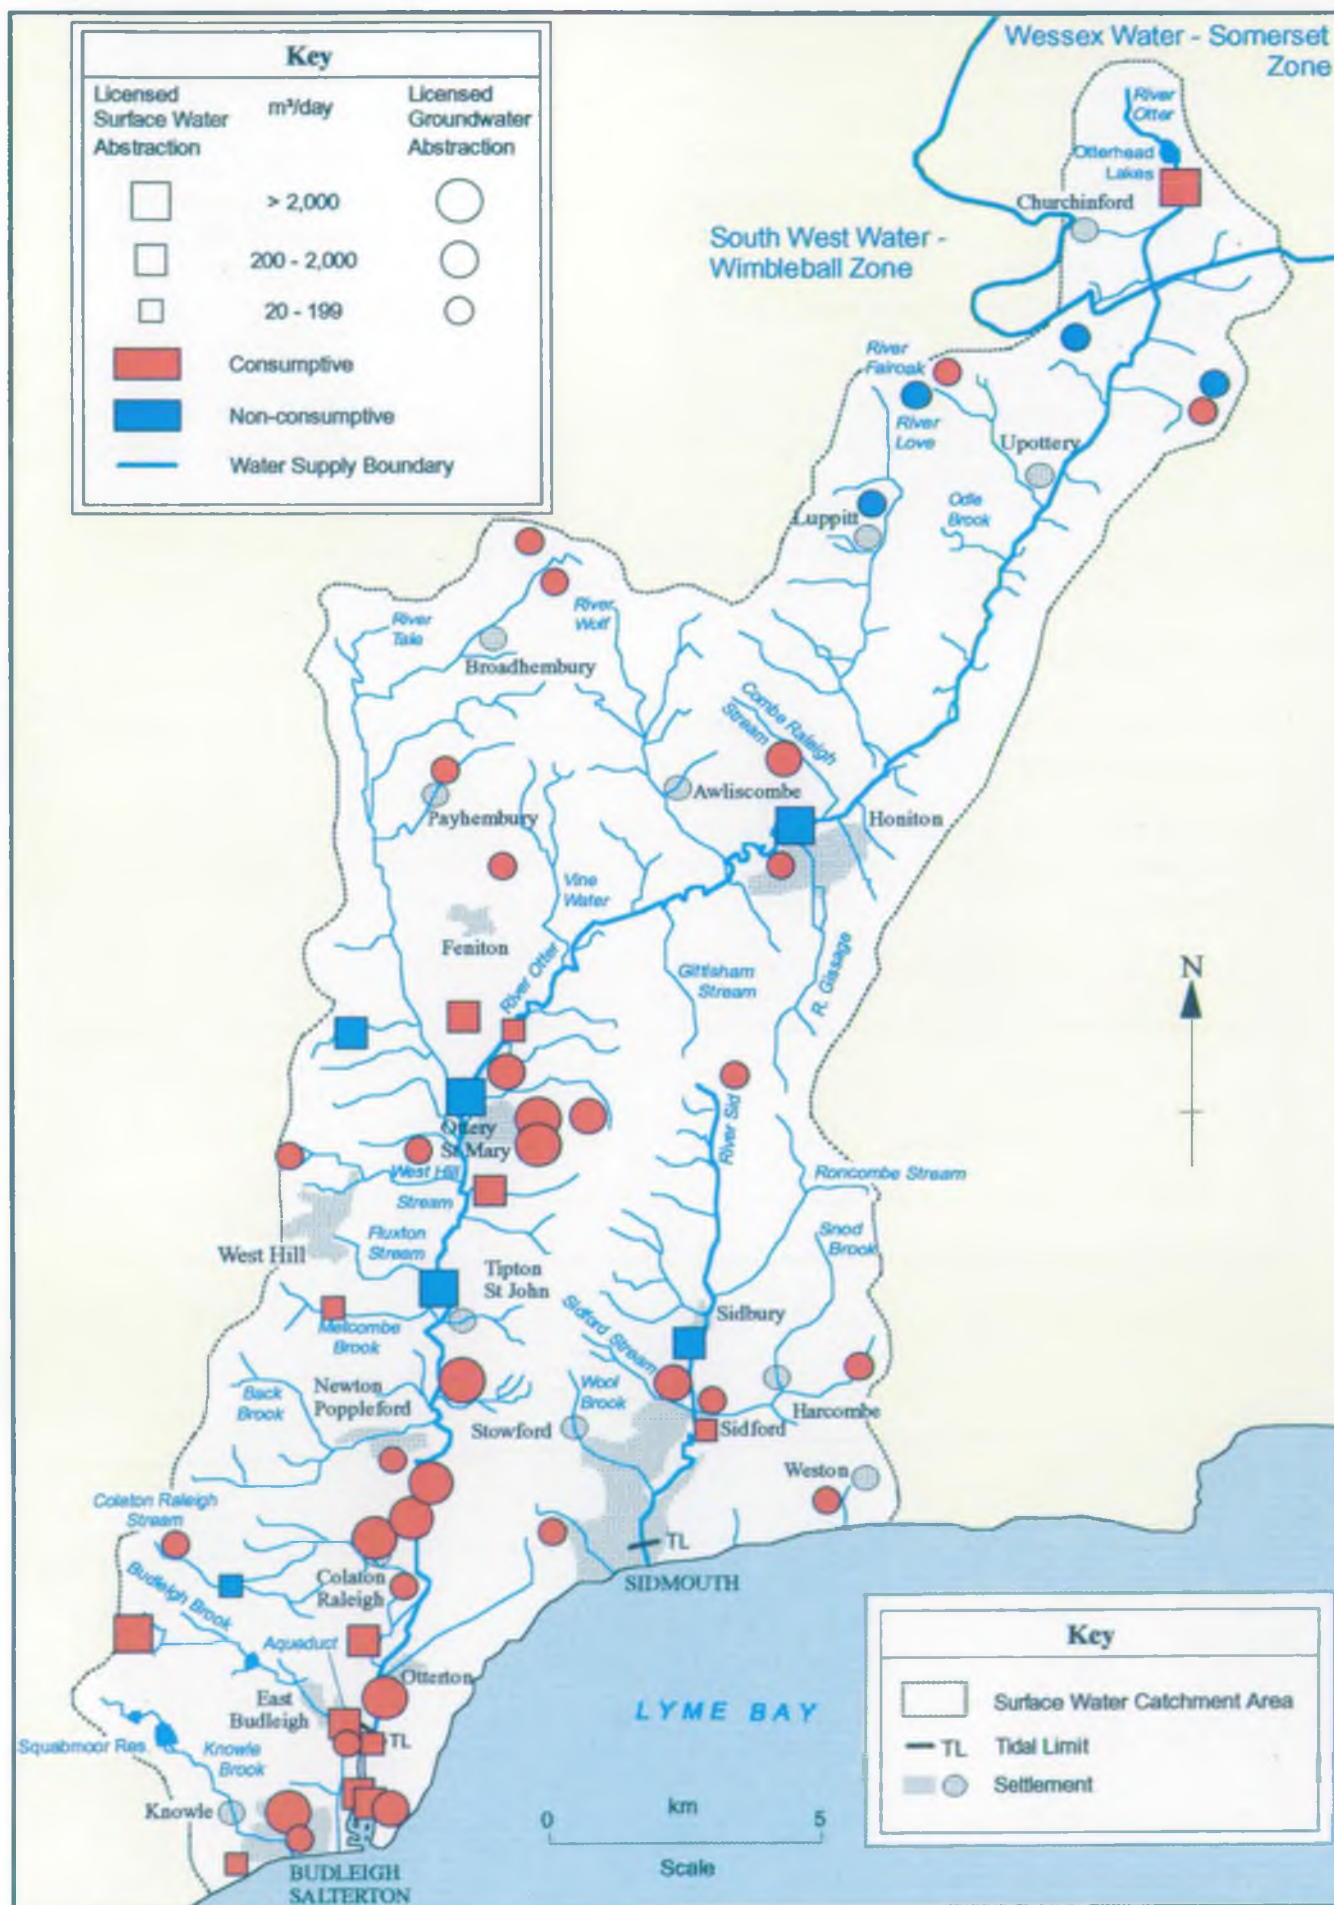 Key
Licensed
Surface Water
Abstraction
m³/day
Licensed
Groundwater
Abstraction
> 2,000
200 - 2,000
20 - 199
Consumptive
Non-consumptive
Water Supply Boundary
Wessex Water - Somerset
Zone
River
Otter
Otterhead
Lakes
Churchinford
South West Water -
Wimbleball Zone
River
Fairoak
River
Love
Upottery
Luppitt
Odle
Brook
River
Tale
River
Wolf
Broadhembury
Combe Raleigh
Stream
Awliscombe
Payhembury
Honiton
Vine
Water
Feniton
River Otter
Gittisham
Stream
R. Gissage
Ottery
St Mary
River Sid
West Hill
Stream
Roncombe Stream
Fluxton
Stream
Snod
Brook
West Hill
Tipton
St John
Sidbury
Sidford Stream
Metcombe
Brook
Wool
Brook
Back
Brook
Newton
Poppleford
Stowford
Harcombe
Sidford
Weston
Colaton Raleigh
Stream
TL
SIDMOUTH
Colaton
Raleigh
Budleigh Brook
Aqueduct
Otterton
East
Budleigh
TL
Squabmoor Res.
Knowle
Brook
Knowle
BUDLEIGH
SALTERTON
LYME BAY
0
km
5
Scale
Key
Surface Water Catchment Area
TL
Tidal Limit
Settlement
N